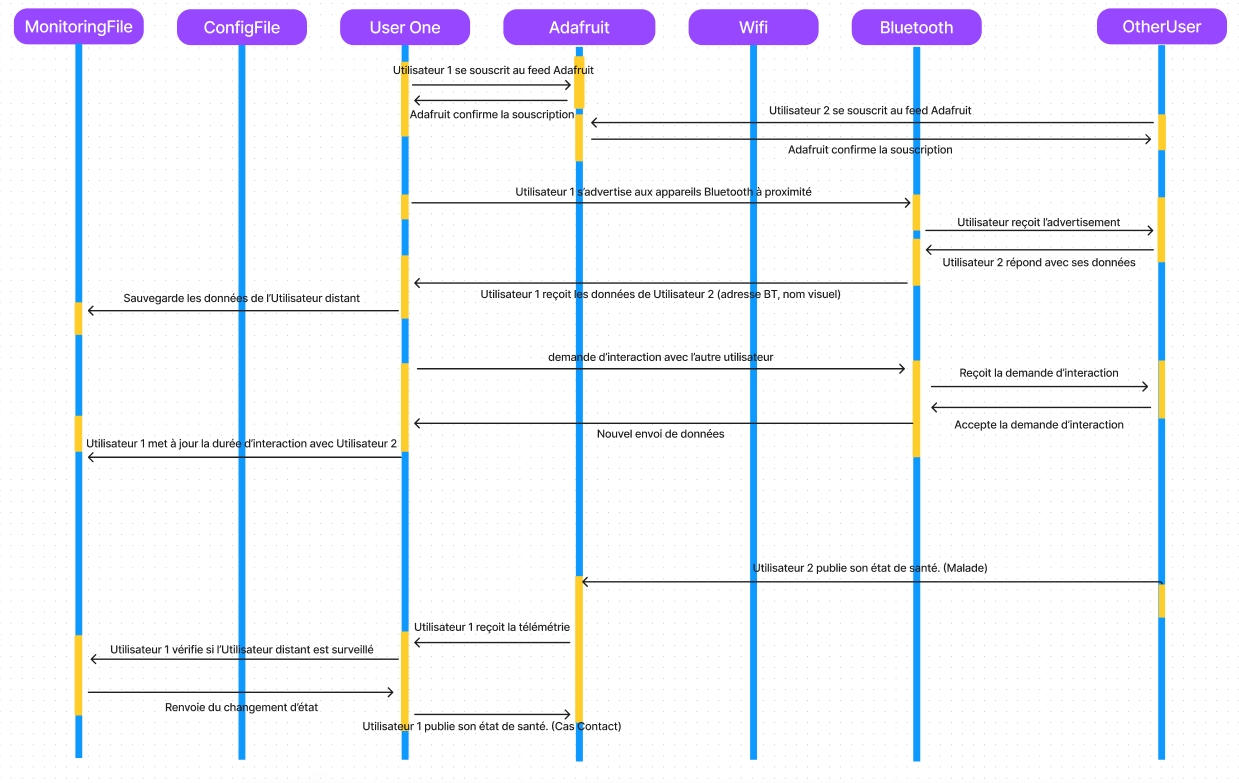 MonitoringFile
ConfigFile
User One
Adafruit
Wifi
Bluetooth
OtherUser
Utilisateur 1 se souscrit au feed Adafruit
Adafruit confirme la souscription
Utilisateur 2 se souscrit au feed Adafruit
Adafruit confirme la souscription
Utilisateur 1 s’advertise aux appareils Bluetooth à proximité
Utilisateur reçoit l’advertisement
Utilisateur 2 répond avec ses données
Utilisateur 1 reçoit les données de Utilisateur 2 (adresse BT, nom visuel)
Sauvegarde les données de l’Utilisateur distant
demande d’interaction avec l’autre utilisateur
Reçoit la demande d’interaction
Accepte la demande d’interaction
Nouvel envoi de données
Utilisateur 1 met à jour la durée d’interaction avec Utilisateur 2
Utilisateur 2 publie son état de santé. (Malade)
Utilisateur 1 reçoit la télémétrie
Utilisateur 1 vérifie si l’Utilisateur distant est surveillé
Renvoie du changement d’état
Utilisateur 1 publie son état de santé. (Cas Contact)